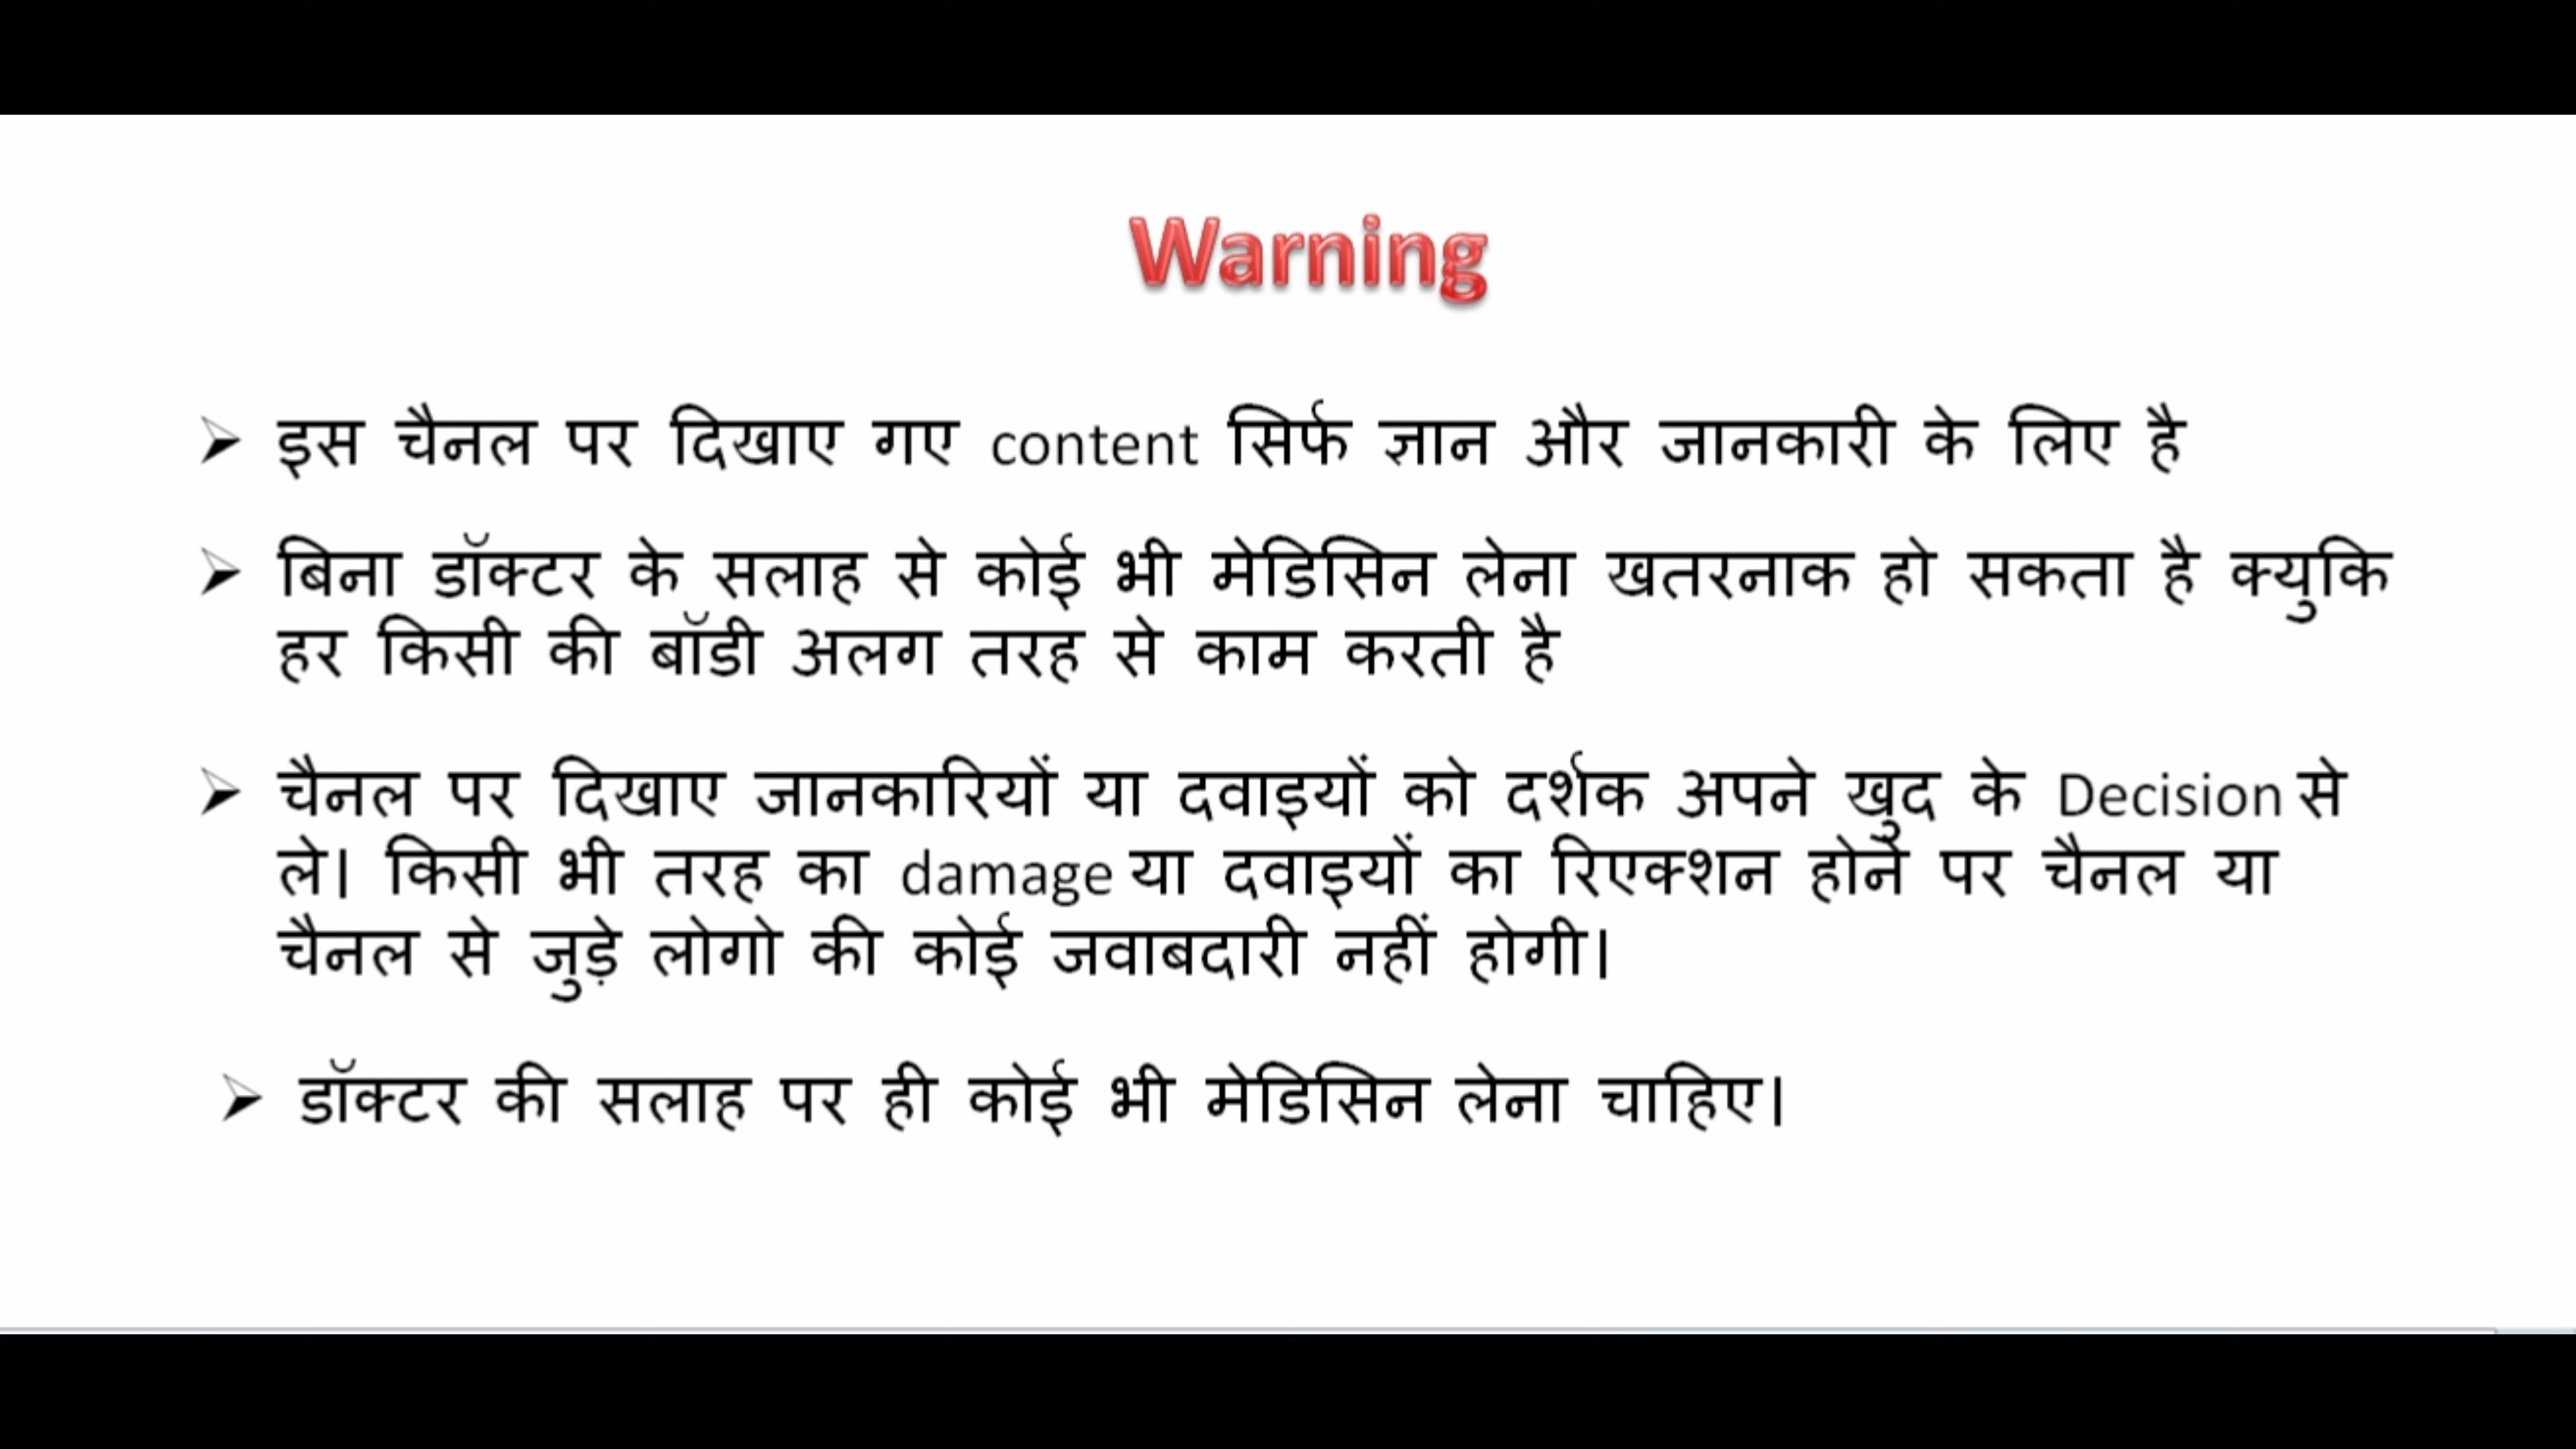 Warning
➢ इस चैनल पर दिखाए गए content सिर्फ ज्ञान और जानकारी के लिए है
➢ बिना डॉक्टर के सलाह से कोई भी मेडिसिन लेना खतरनाक हो सकता है क्युकि
हर किसी की बॉडी अलग तरह से काम करती है
➢ चैनल पर दिखाए जानकारियों या दवाइयों को दर्शक अपने खुद के Decision से
ले। किसी भी तरह का damage या दवाइयों का रिएक्शन होने पर चैनल या
चैनल से जुड़े लोगो की कोई जवाबदारी नहीं होगी।
➢ डॉक्टर की सलाह पर ही कोई भी मेडिसिन लेना चाहिए।